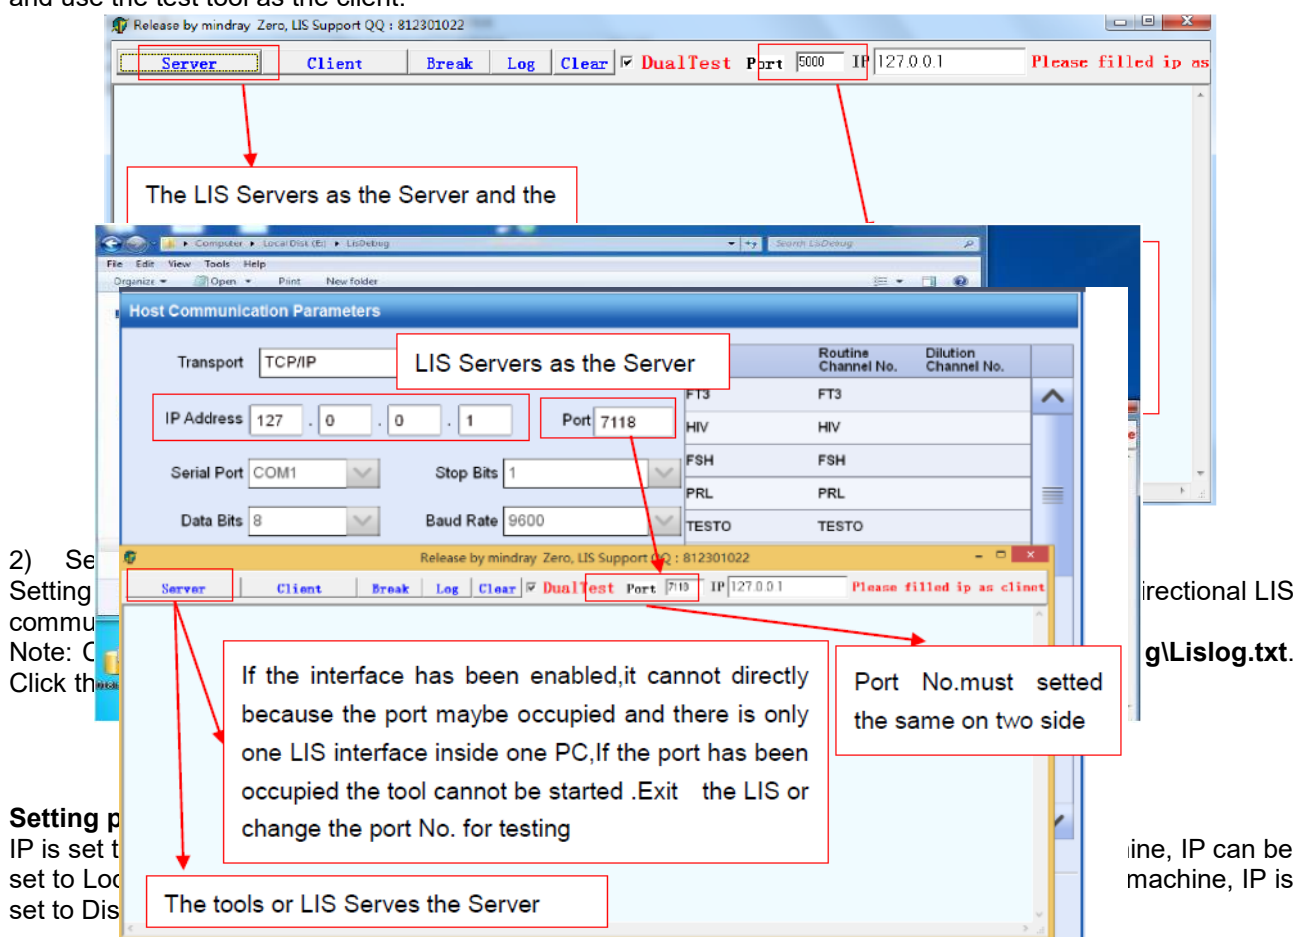 and use the test tool as the client.
Release by mindray Zero, LIS Support QQ : 812301022
Server Client Break Log Clear DualTest Port 5000 IP 127.0.0.1 Please filled ip as
The LIS Servers as the Server and the
Computer Local Disk (E:) LisDebug Search LisDebug
File Edit View Tools Help
Organize Open Print New folder
Host Communication Parameters
Transport TCP/IP
LIS Servers as the Server
Routine Channel No. Dilution Channel No.
IP Address 127 . 0 . 0 . 1 Port 7118
FT3 FT3
HIV HIV
Serial Port COM1 Stop Bits 1
FSH FSH
PRL PRL
Data Bits 8 Baud Rate 9600
TESTO TESTO
2) Se
Release by mindray Zero, LIS Support QQ : 812301022
Setting
Server Client Break Log Clear DualTest Port IP 127.0.0.1 Please filled ip as clinet
irectional LIS
commu
Note: C
g\Lislog.txt.
Click th
If the interface has been enabled,it cannot directly
because the port maybe occupied and there is only
one LIS interface inside one PC,If the port has been
occupied the tool cannot be started .Exit the LIS or
change the port No. for testing
Port No.must setted
the same on two side
Setting p
IP is set t
ine, IP can be
set to Loc
machine, IP is
set to Dis
The tools or LIS Serves the Server